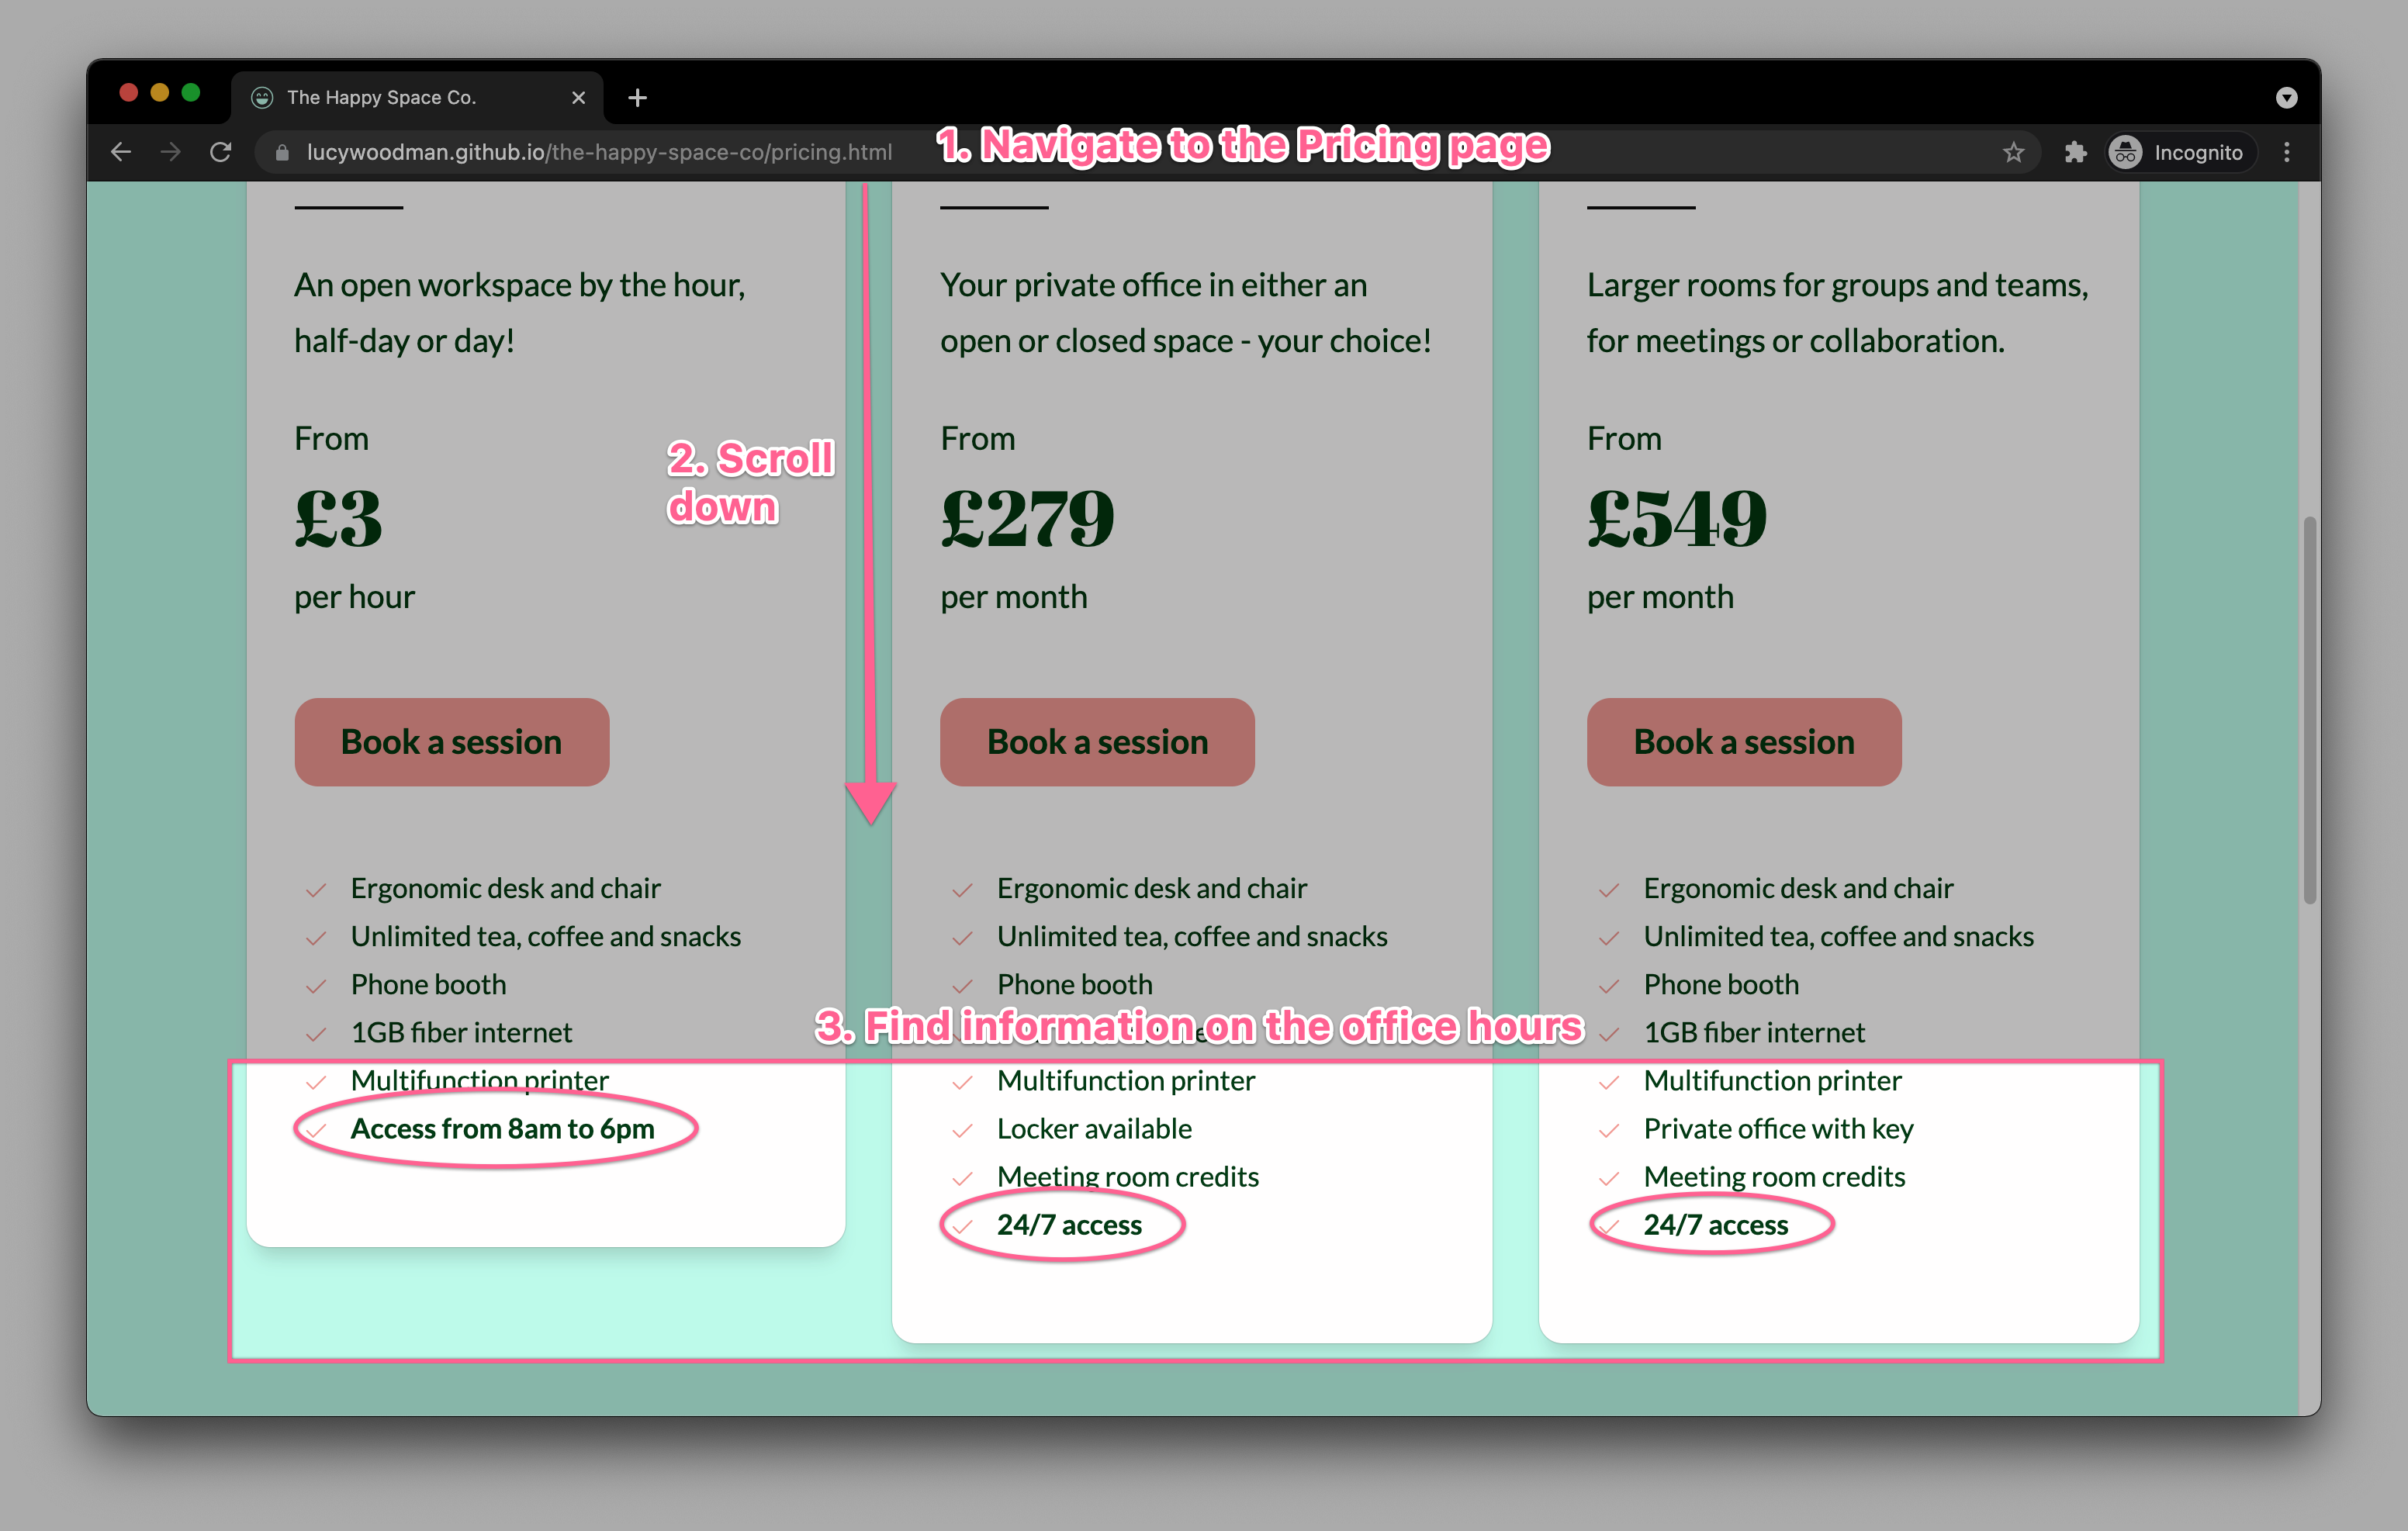 The Happy Space Co.
lucywoodman.github.io/the-happy-space-co/pricing.html
1. Navigate to the Pricing page
Incognito
An open workspace by the hour,
half-day or day!
From
£3
per hour
Book a session
Ergonomic desk and chair
Unlimited tea, coffee and snacks
Phone booth
1GB fiber internet
Multifunction printer
Access from 8am to 6pm
2. Scroll
down
Your private office in either an
open or closed space - your choice!
From
£279
per month
Book a session
Ergonomic desk and chair
Unlimited tea, coffee and snacks
Phone booth
3. Find information on the office hours
Multifunction printer
Locker available
Meeting room credits
24/7 access
Larger rooms for groups and teams,
for meetings or collaboration.
From
£549
per month
Book a session
Ergonomic desk and chair
Unlimited tea, coffee and snacks
Phone booth
1GB fiber internet
Multifunction printer
Private office with key
Meeting room credits
24/7 access